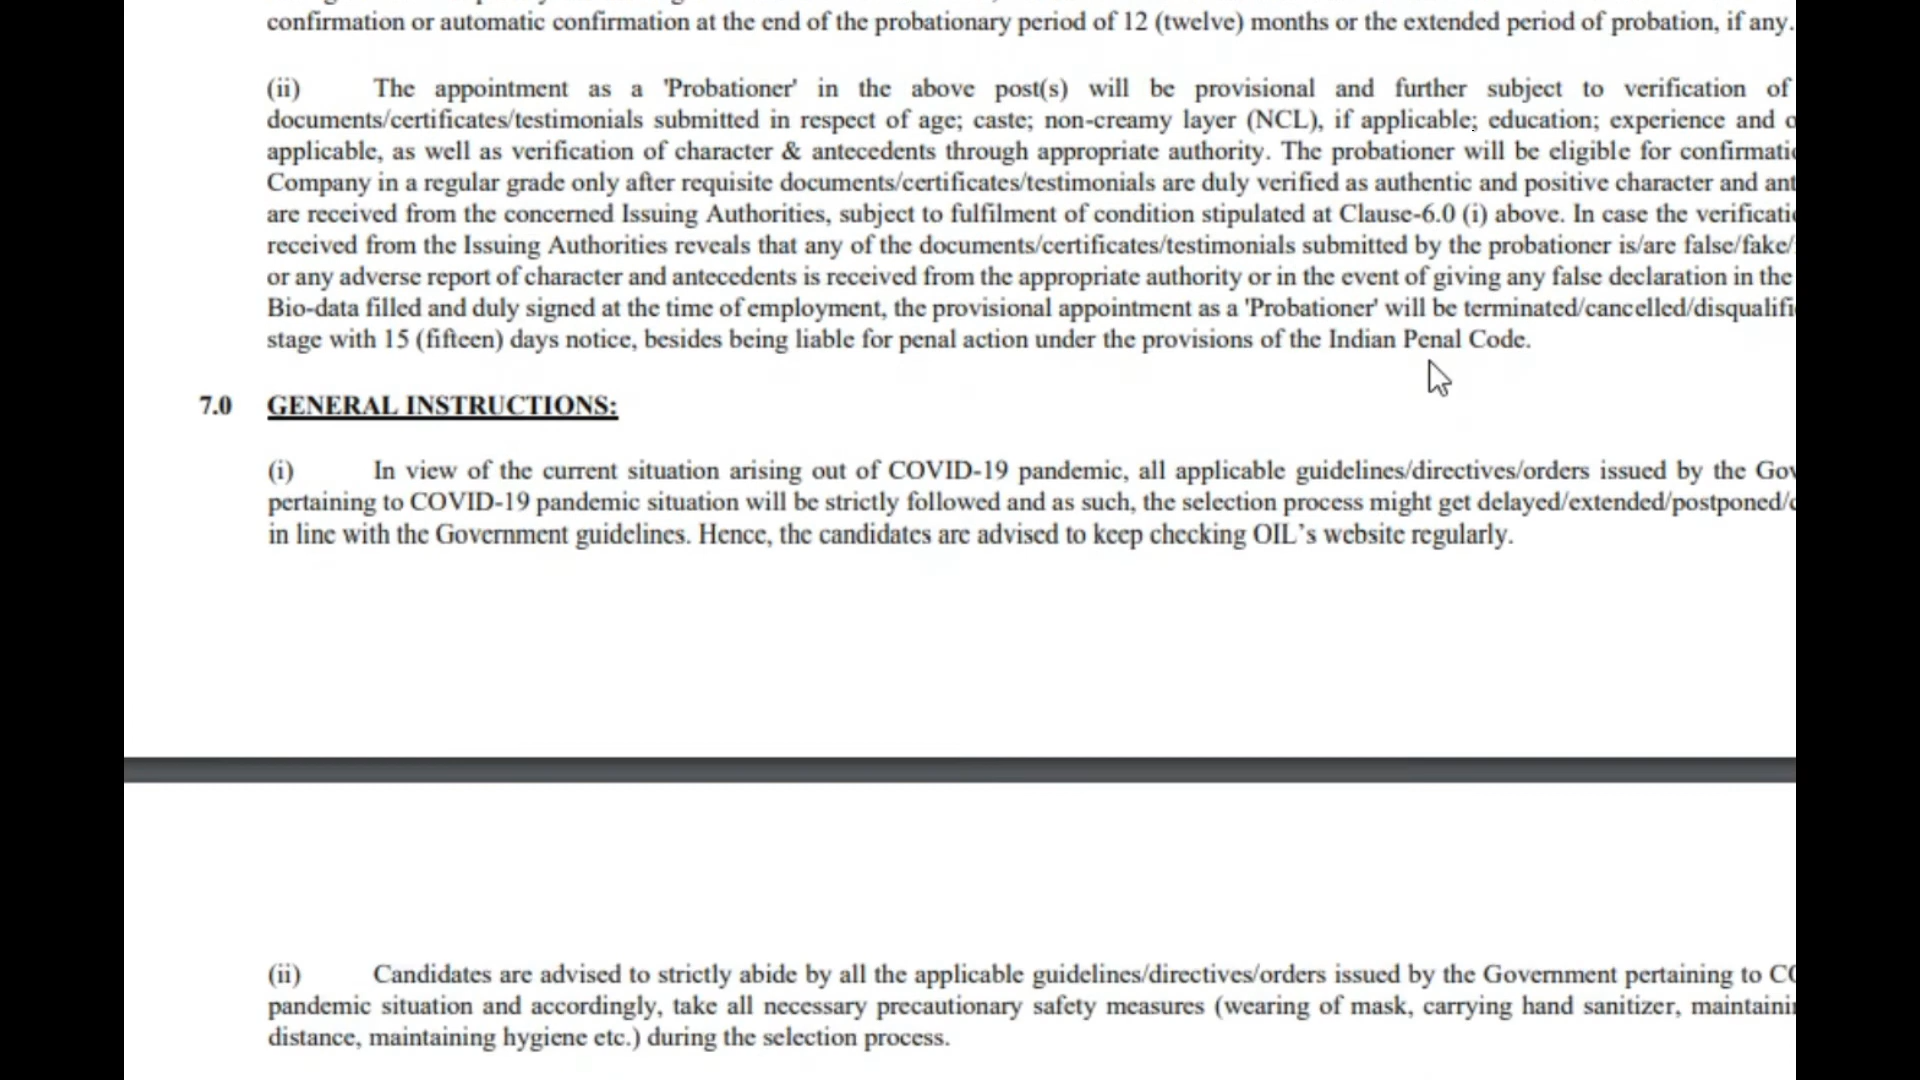 confirmation or automatic confirmation at the end of the probationary period of 12 (twelve) months or the extended period of probation, if any.
(ii) The appointment as a 'Probationer' in the above post(s) will be provisional and further subject to verification of
documents/certificates/testimonials submitted in respect of age; caste; non-creamy layer (NCL), if applicable; education; experience and
applicable, as well as verification of character & antecedents through appropriate authority. The probationer will be eligible for
Company in a regular grade only after requisite documents/certificates/testimonials are duly verified as authentic and positive character and
are received from the concerned Issuing Authorities, subject to fulfilment of condition stipulated at Clause-6.0 (i) above. In case the
received from the Issuing Authorities reveals that any of the documents/certificates/testimonials submitted by the probationer is/are false/fake/
or any adverse report of character and antecedents is received from the appropriate authority or in the event of giving any false declaration in the
Bio-data filled and duly signed at the time of employment, the provisional appointment as a 'Probationer' will be terminated/cancelled/
stage with 15 (fifteen) days notice, besides being liable for penal action under the provisions of the Indian Penal Code.
7.0 GENERAL INSTRUCTIONS:
(i) In view of the current situation arising out of COVID-19 pandemic, all applicable guidelines/directives/orders issued by the
pertaining to COVID-19 pandemic situation will be strictly followed and as such, the selection process might get delayed/extended/postponed/
in line with the Government guidelines. Hence, the candidates are advised to keep checking OIL's website regularly.
(ii) Candidates are advised to strictly abide by all the applicable guidelines/directives/orders issued by the Government pertaining to
pandemic situation and accordingly, take all necessary precautionary safety measures (wearing of mask, carrying hand sanitizer,
distance, maintaining hygiene etc.) during the selection process.